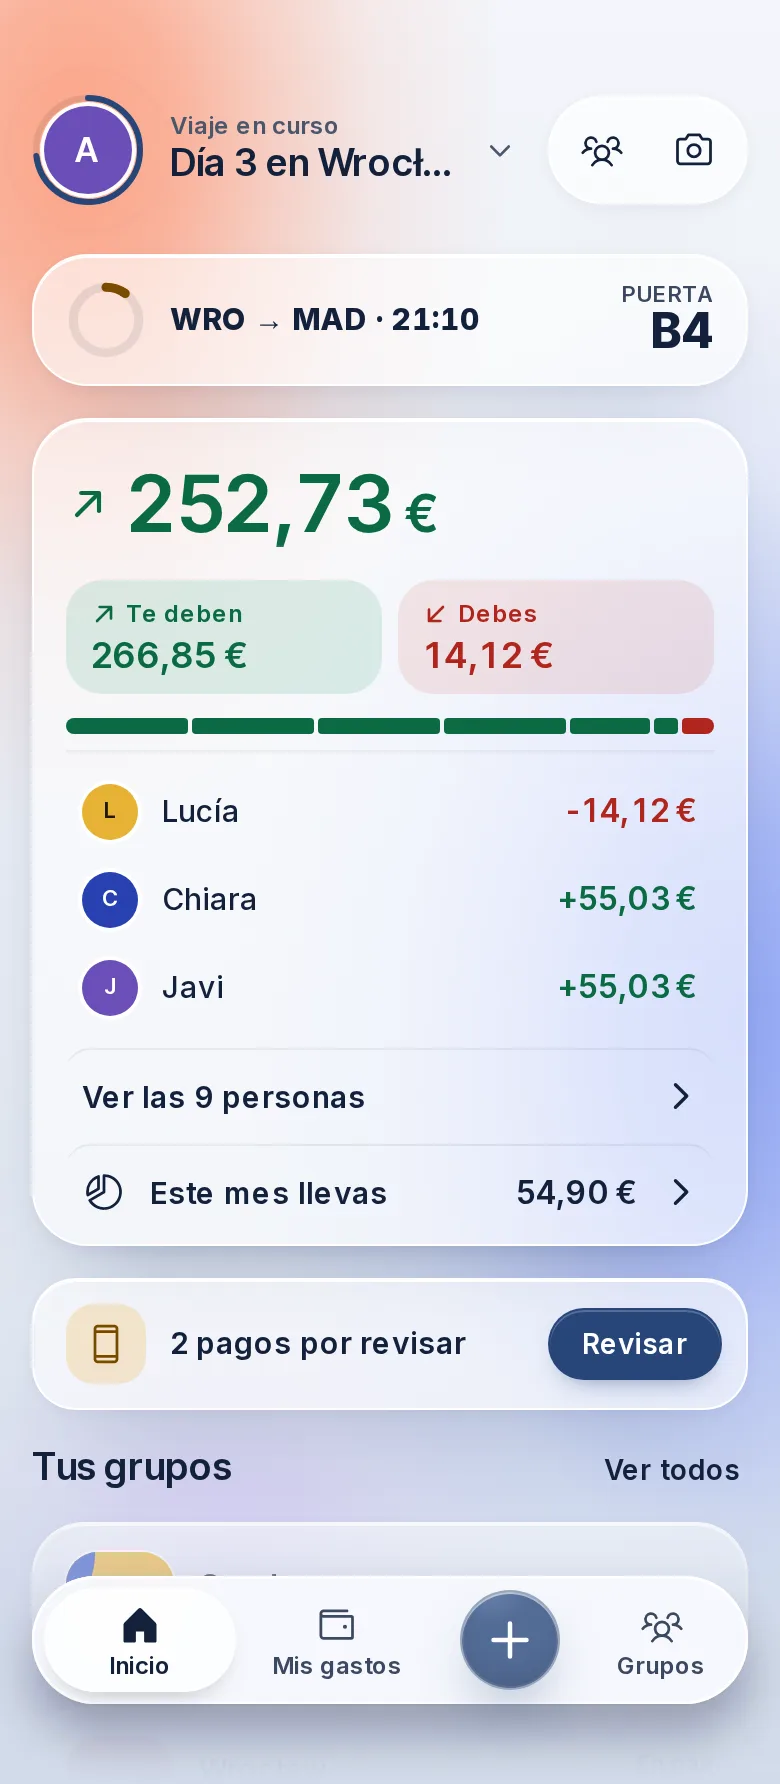 A
Viaje en curso
Día 3 en Wrocł...
WRO → MAD · 21:10
PUERTA
B4
↗ 252,73 €
↗ Te deben
266,85 €
↙ Debes
14,12 €
L Lucía -14,12 €
C Chiara +55,03 €
J Javi +55,03 €
Ver las 9 personas
Este mes llevas 54,90 €
2 pagos por revisar
Revisar
Tus grupos
Ver todos
Inicio
Mis gastos
Grupos